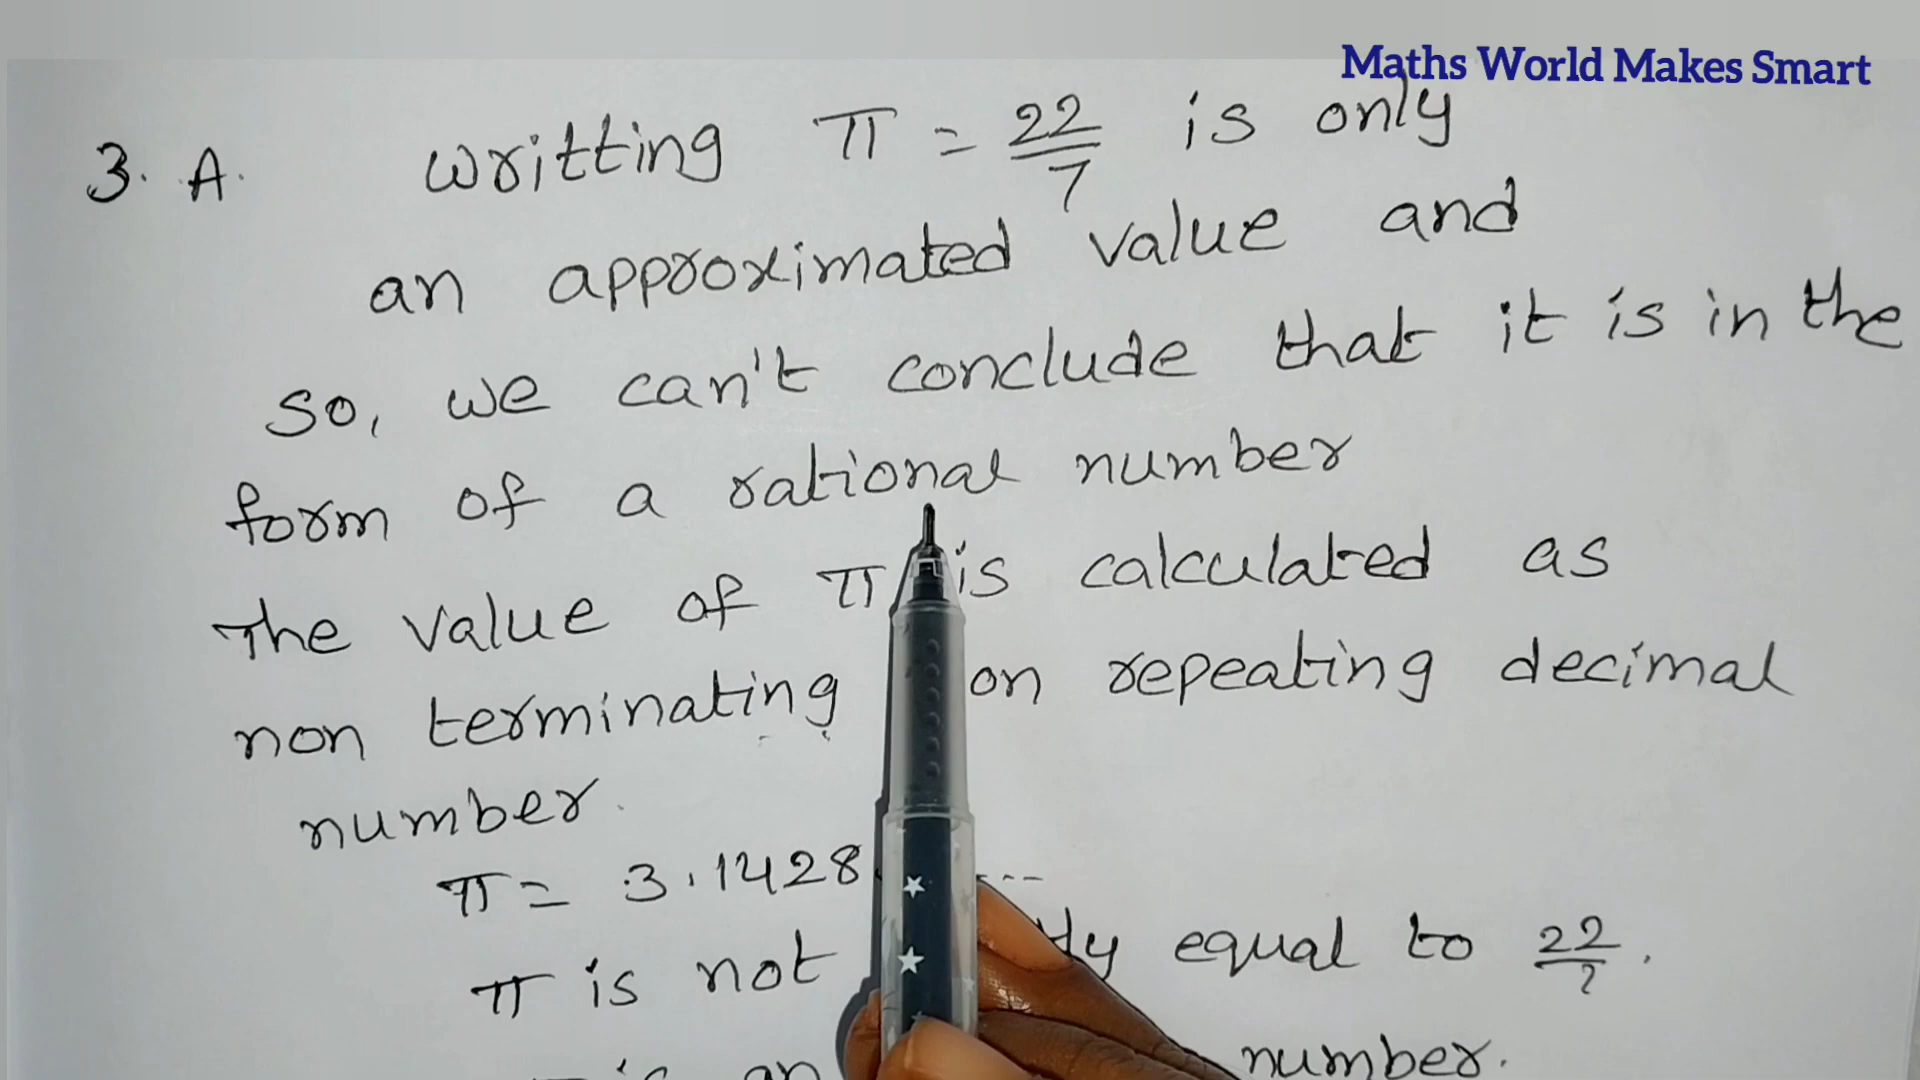 Maths World Makes Smart
3. A. writting π = 22/7 is only
an approximated value and
so, we can't conclude that it is in the
form of a rational number
The value of π is calculated as
non terminating on repeating decimal
number.
π = 3.1428 ---
π is not equal to 22/7.
is an number.